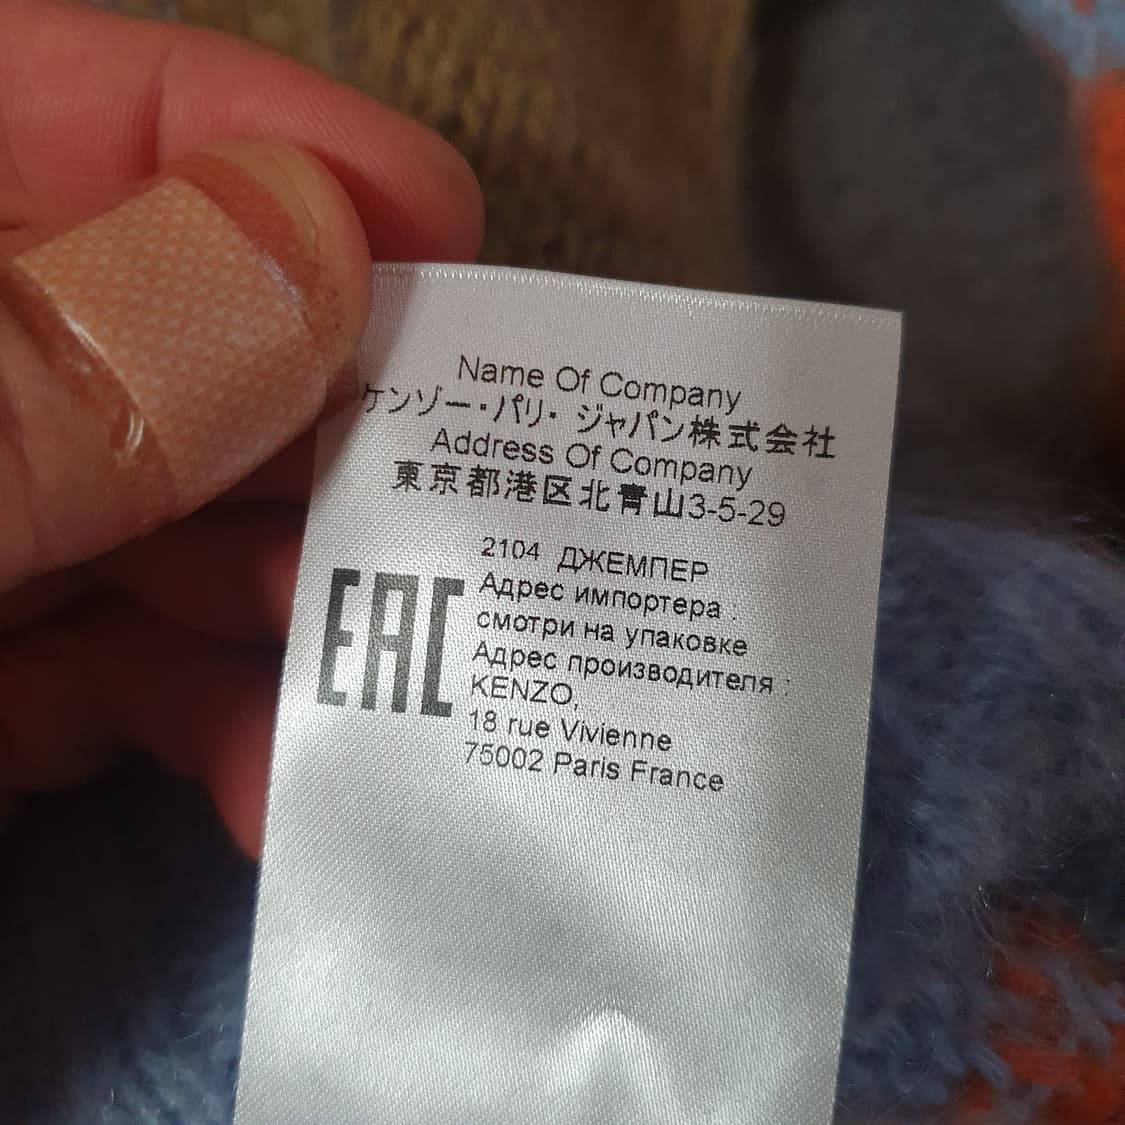 Name Of Company
ケンゾー・パリ・ ジャパン株式会社
Address Of Company
東京都港区北青山3-5-29
2104 ДЖЕМПЕР
Адрес импортера :
смотри на упаковке
Адрес производителя :
KENZO,
18 rue Vivienne
75002 Paris France
EAC